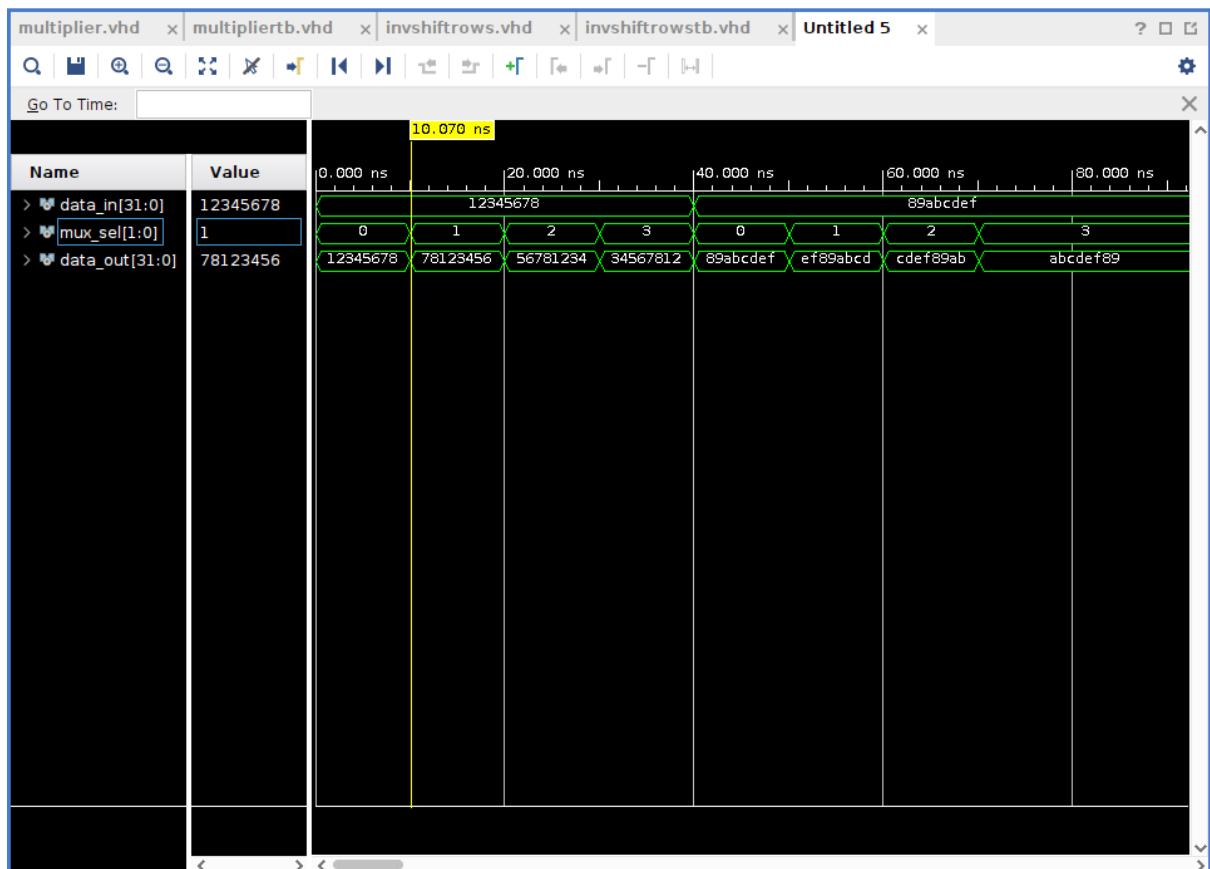 multiplier.vhd x multipliertb.vhd x invshiftrows.vhd x invshiftrowstb.vhd x Untitled 5 x ?
Go To Time:
10.070 ns
Name Value 0.000 ns 20.000 ns 40.000 ns 60.000 ns 80.000 ns
> data_in[31:0] 12345678 12345678 89abcdef
> mux_sel[1:0] 1 0 1 2 3 0 1 2 3
> data_out[31:0] 78123456 12345678 78123456 56781234 34567812 89abcdef ef89abcd cdef89ab abcdef89